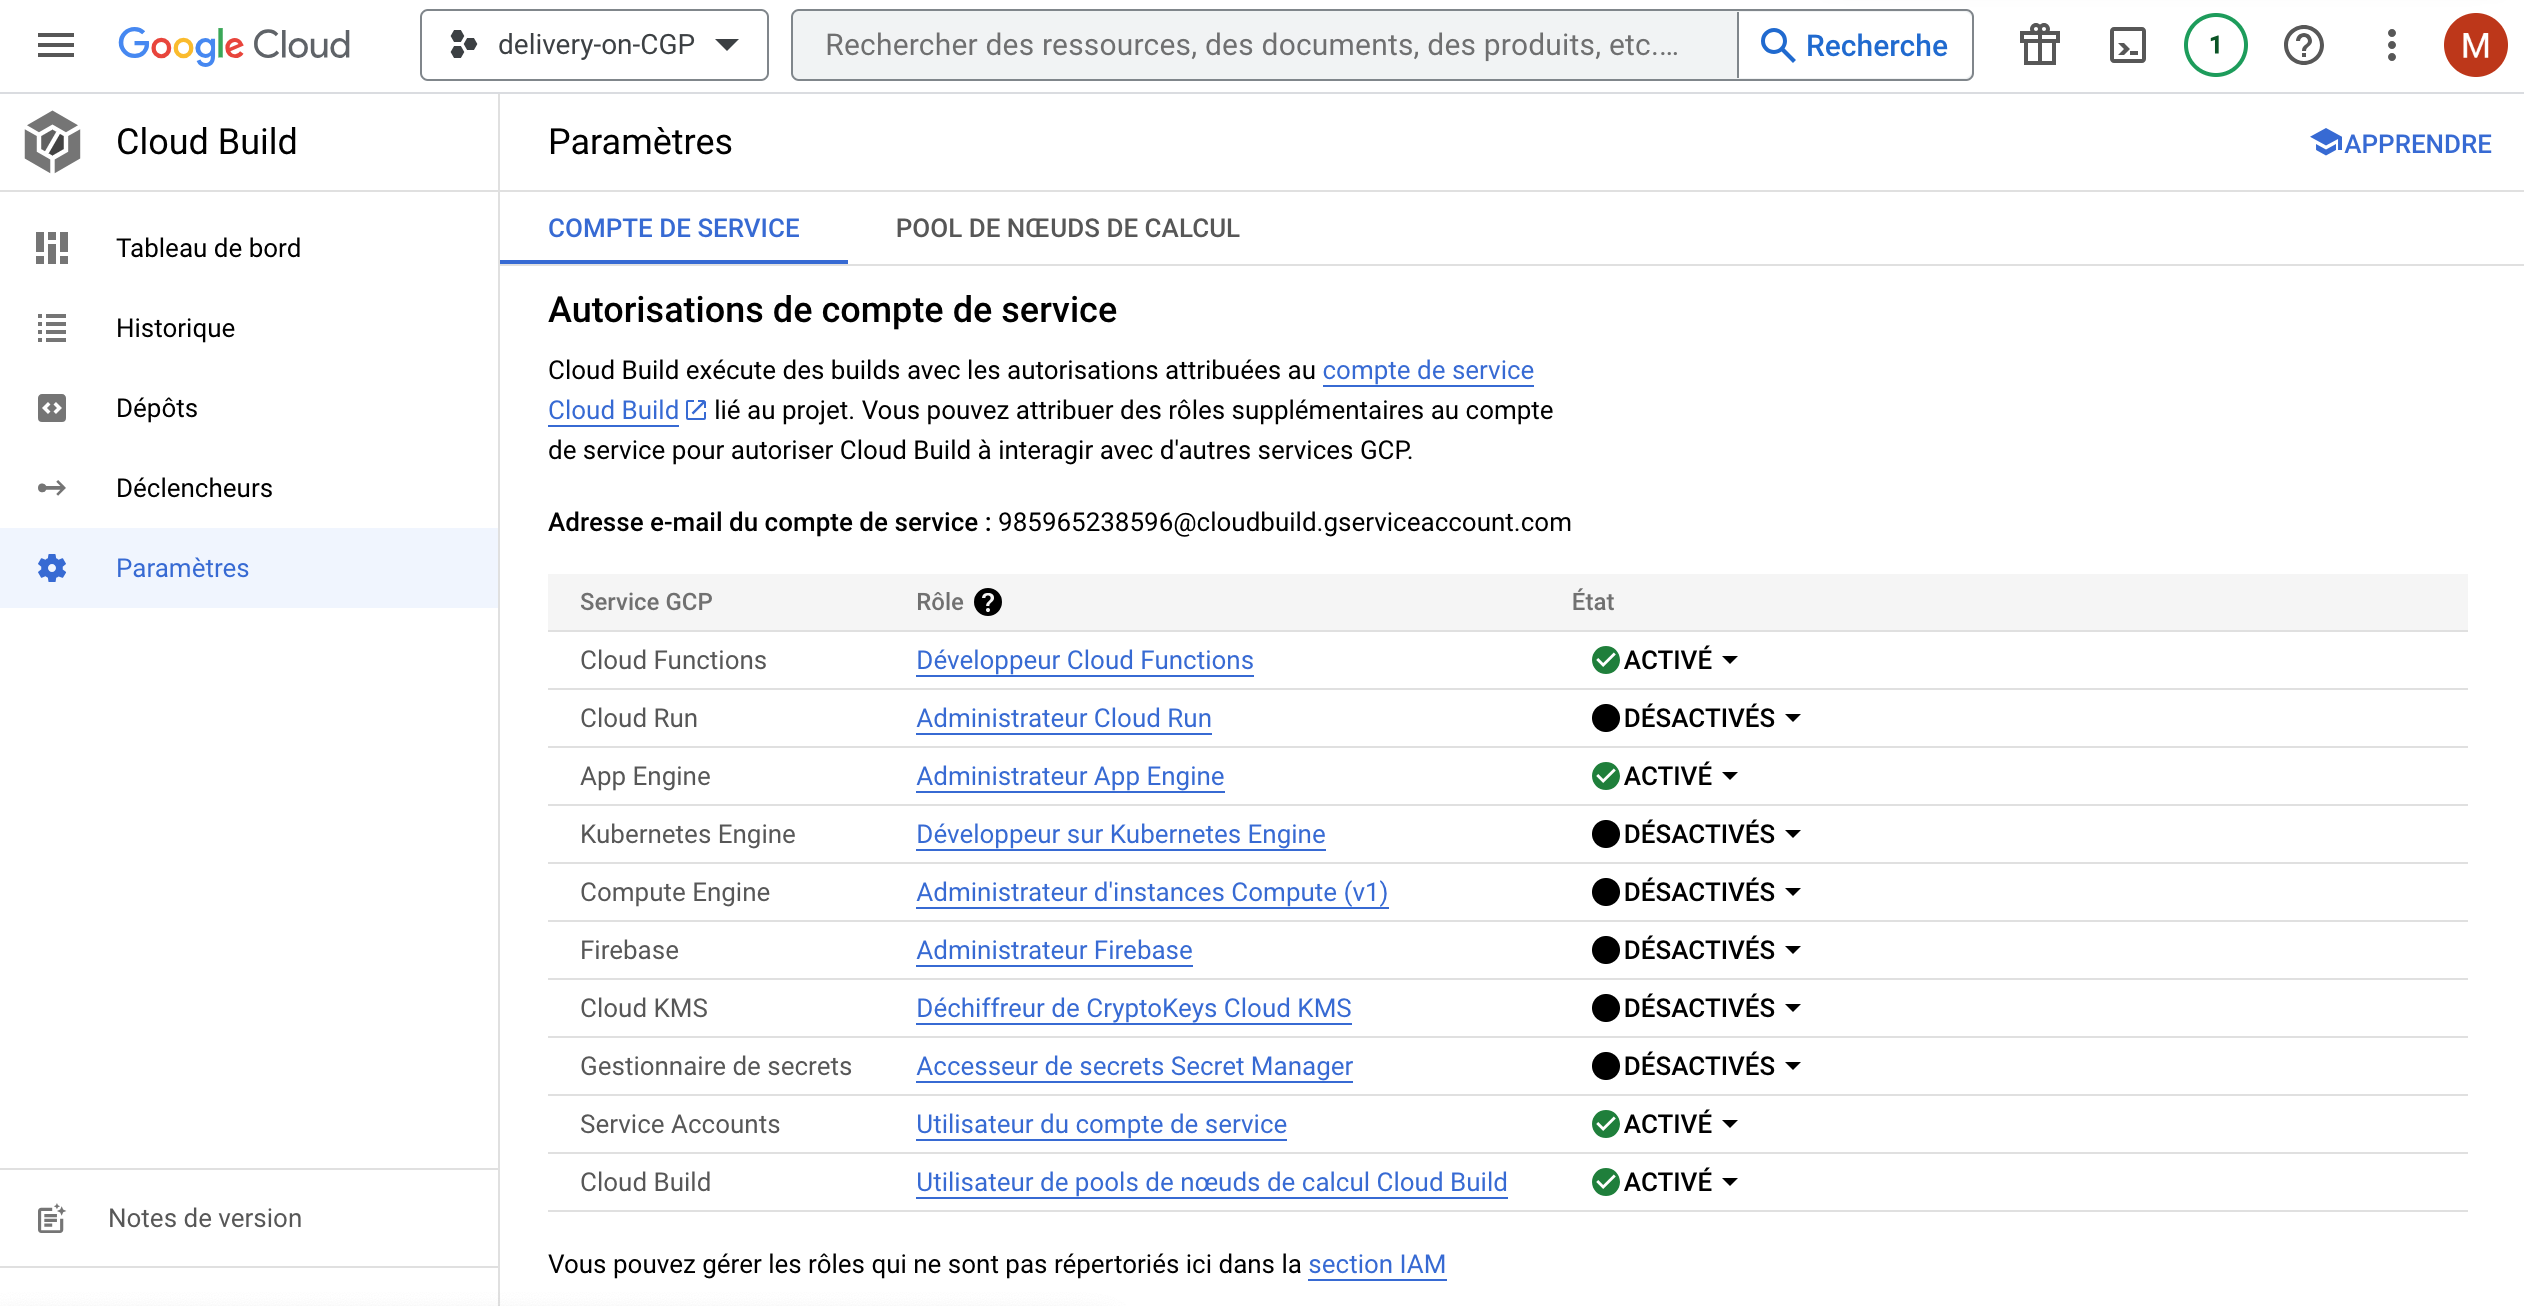 Google Cloud
delivery-on-CGP
Rechercher des ressources, des documents, des produits, etc....
Recherche
1
M
Cloud Build
Paramètres
APPRENDRE
Tableau de bord
Historique
Dépôts
Déclencheurs
Paramètres
Notes de version
COMPTE DE SERVICE
POOL DE NŒUDS DE CALCUL
Autorisations de compte de service
Cloud Build exécute des builds avec les autorisations attribuées au compte de service
Cloud Build lié au projet. Vous pouvez attribuer des rôles supplémentaires au compte
de service pour autoriser Cloud Build à interagir avec d'autres services GCP.
Adresse e-mail du compte de service : 985965238596@cloudbuild.gserviceaccount.com
Service GCP Rôle État
Cloud Functions Développeur Cloud Functions ACTIVÉ
Cloud Run Administrateur Cloud Run DÉSACTIVÉS
App Engine Administrateur App Engine ACTIVÉ
Kubernetes Engine Développeur sur Kubernetes Engine DÉSACTIVÉS
Compute Engine Administrateur d'instances Compute (v1) DÉSACTIVÉS
Firebase Administrateur Firebase DÉSACTIVÉS
Cloud KMS Déchiffreur de CryptoKeys Cloud KMS DÉSACTIVÉS
Gestionnaire de secrets Accesseur de secrets Secret Manager DÉSACTIVÉS
Service Accounts Utilisateur du compte de service ACTIVÉ
Cloud Build Utilisateur de pools de nœuds de calcul Cloud Build ACTIVÉ
Vous pouvez gérer les rôles qui ne sont pas répertoriés ici dans la section IAM